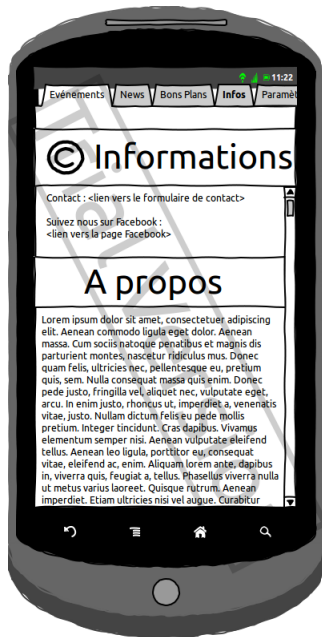 11:22
Evénements News Bons Plans Infos Paramèt
© Informations
Contact : <lien vers le formulaire de contact>
Suivez nous sur Facebook :
<lien vers la page Facebook>
A propos
Lorem ipsum dolor sit amet, consectetuer adipiscing
elit. Aenean commodo ligula eget dolor. Aenean
massa. Cum sociis natoque penatibus et magnis dis
parturient montes, nascetur ridiculus mus. Donec
quam felis, ultricies nec, pellentesque eu, pretium
quis, sem. Nulla consequat massa quis enim. Donec
pede justo, fringilla vel, aliquet nec, vulputate eget,
arcu. In enim justo, rhoncus ut, imperdiet a, venenatis
vitae, justo. Nullam dictum felis eu pede mollis
pretium. Integer tincidunt. Cras dapibus. Vivamus
elementum semper nisi. Aenean vulputate eleifend
tellus. Aenean leo ligula, porttitor eu, consequat
vitae, eleifend ac, enim. Aliquam lorem ante, dapibus
in, viverra quis, feugiat a, tellus. Phasellus viverra nulla
ut metus varius laoreet. Quisque rutrum. Aenean
imperdiet. Etiam ultricies nisi vel augue. Curabitur
Trial Version